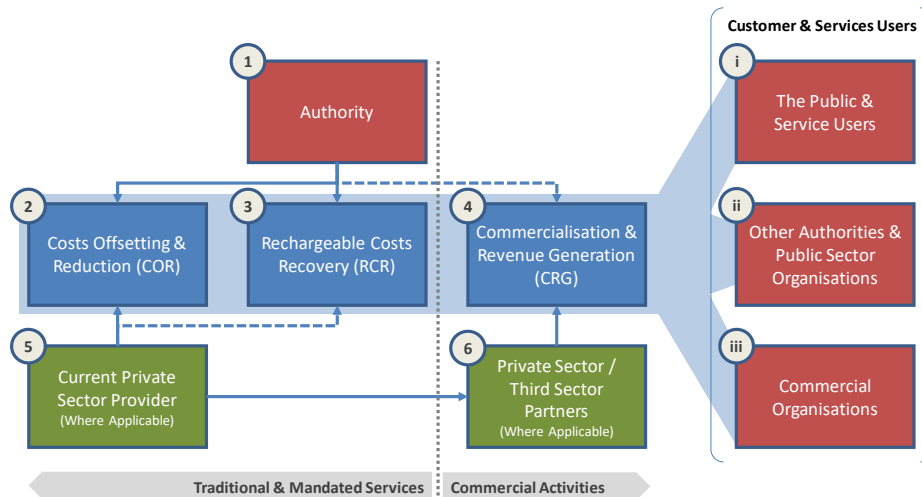 Customer & Services Users
1
Authority
i
The Public &
Service Users
2
Costs Offsetting &
Reduction (COR)
3
Rechargeable Costs
Recovery (RCR)
4
Commercialisation &
Revenue Generation
(CRG)
ii
Other Authorities &
Public Sector
Organisations
5
Current Private
Sector Provider
(Where Applicable)
6
Private Sector /
Third Sector
Partners
(Where Applicable)
iii
Commercial
Organisations
Traditional & Mandated Services
Commercial Activities